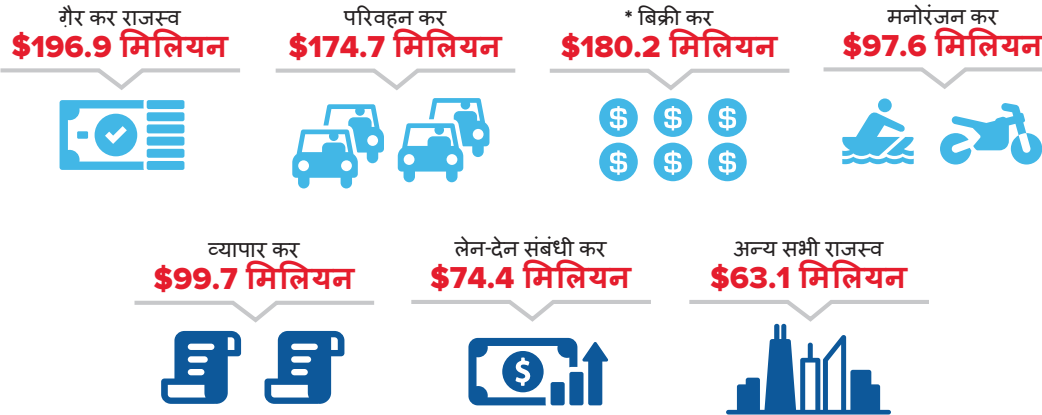 ग़ैर कर राजस्व
$196.9 मिलियन
परिवहन कर
$174.7 मिलियन
* बिक्री कर
$180.2 मिलियन
मनोरंजन कर
$97.6 मिलियन
व्यापार कर
$99.7 मिलियन
लेन-देन संबंधी कर
$74.4 मिलियन
अन्य सभी राजस्व
$63.1 मिलियन